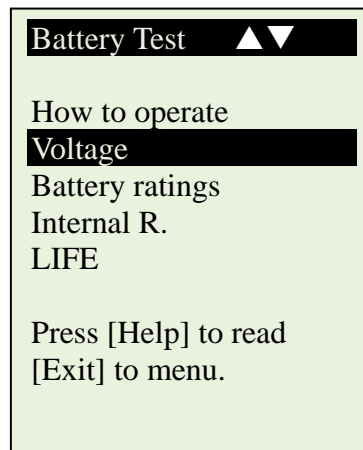 Battery Test ▲▼
How to operate
Voltage
Battery ratings
Internal R.
LIFE
Press [Help] to read
[Exit] to menu.